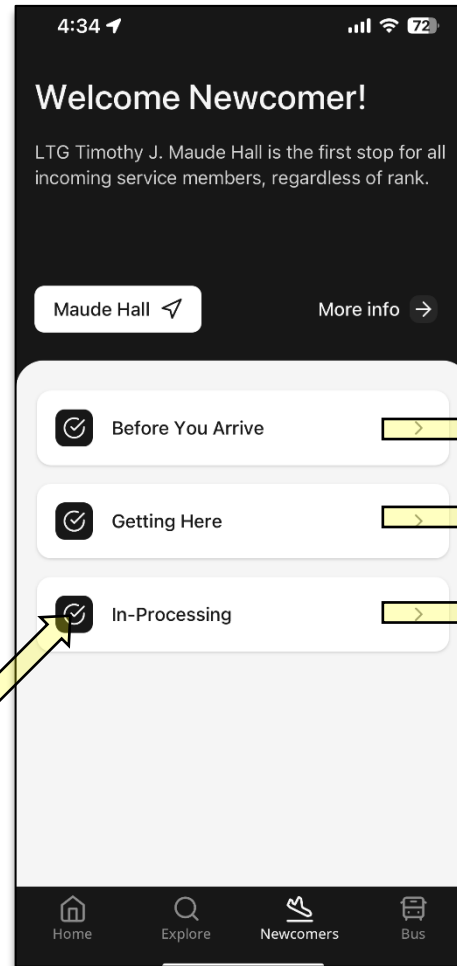 4:34
72
Welcome Newcomer!
LTG Timothy J. Maude Hall is the first stop for all
incoming service members, regardless of rank.
Maude Hall
More info
Before You Arrive
Getting Here
In-Processing
Home
Explore
Newcomers
Bus